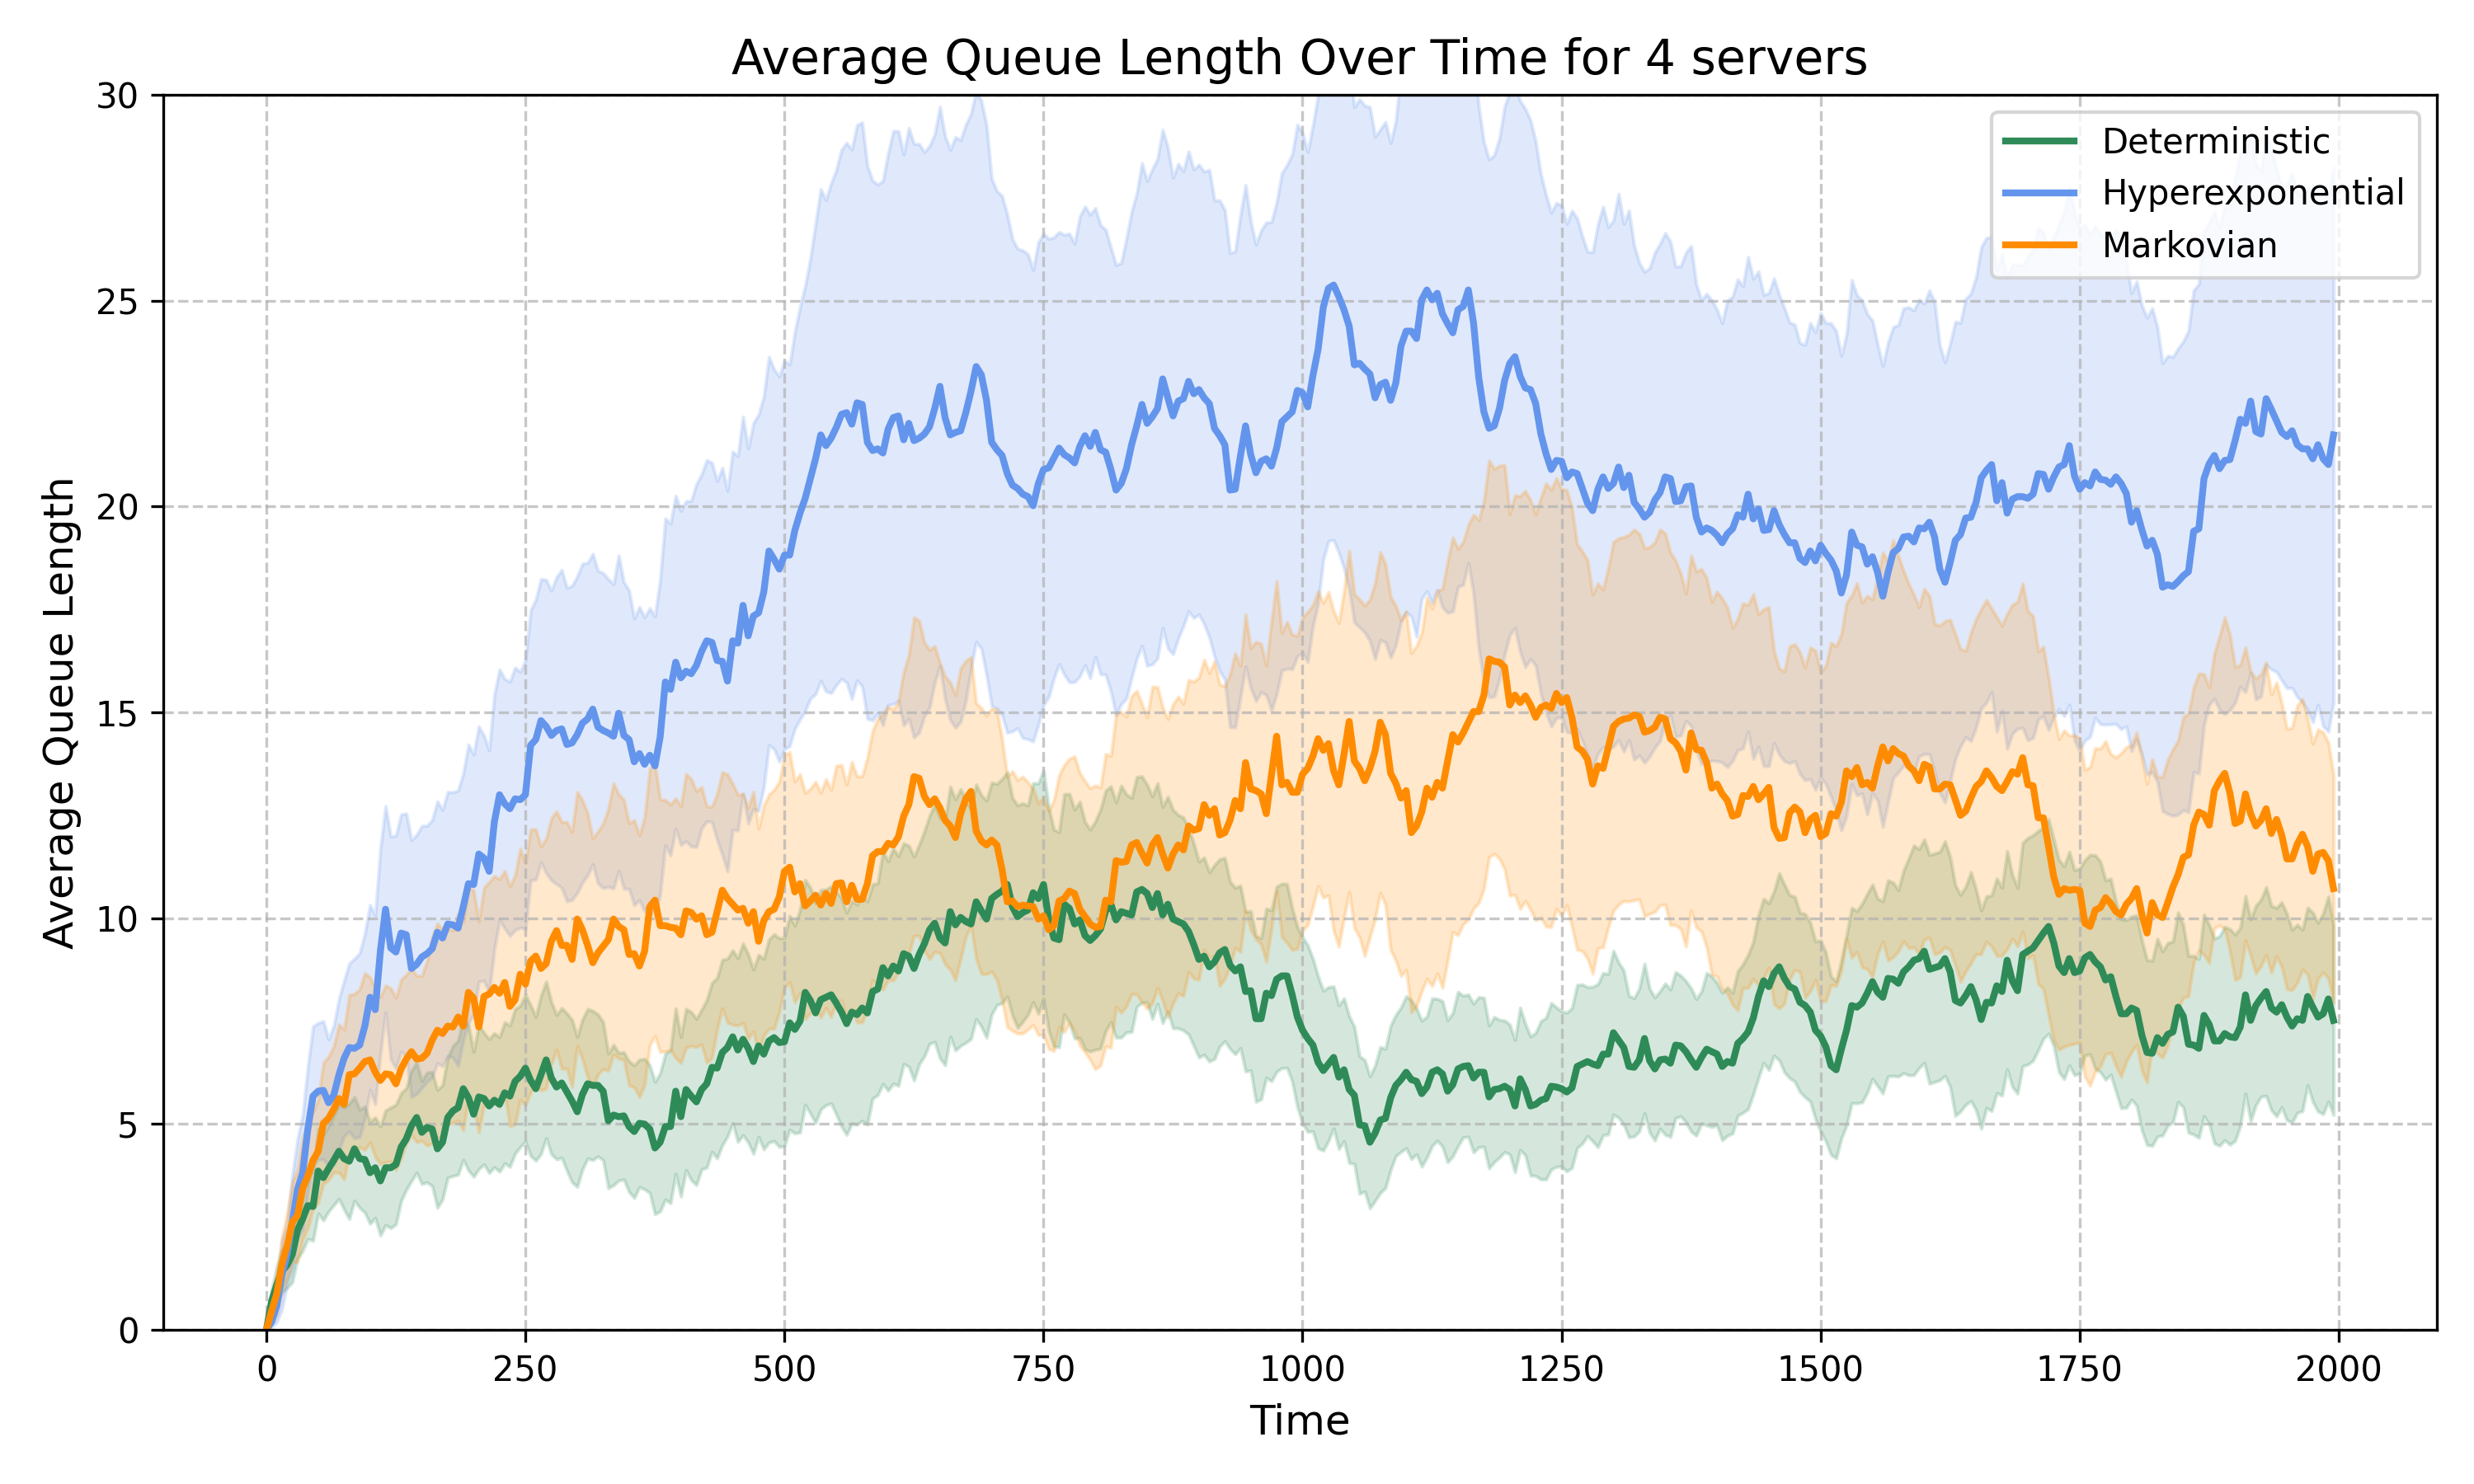 Average Queue Length Over Time for 4 servers
30
25
20
15
10
5
0
Average Queue Length
Deterministic
Hyperexponential
Markovian
0 250 500 750 1000 1250 1500 1750 2000
Time